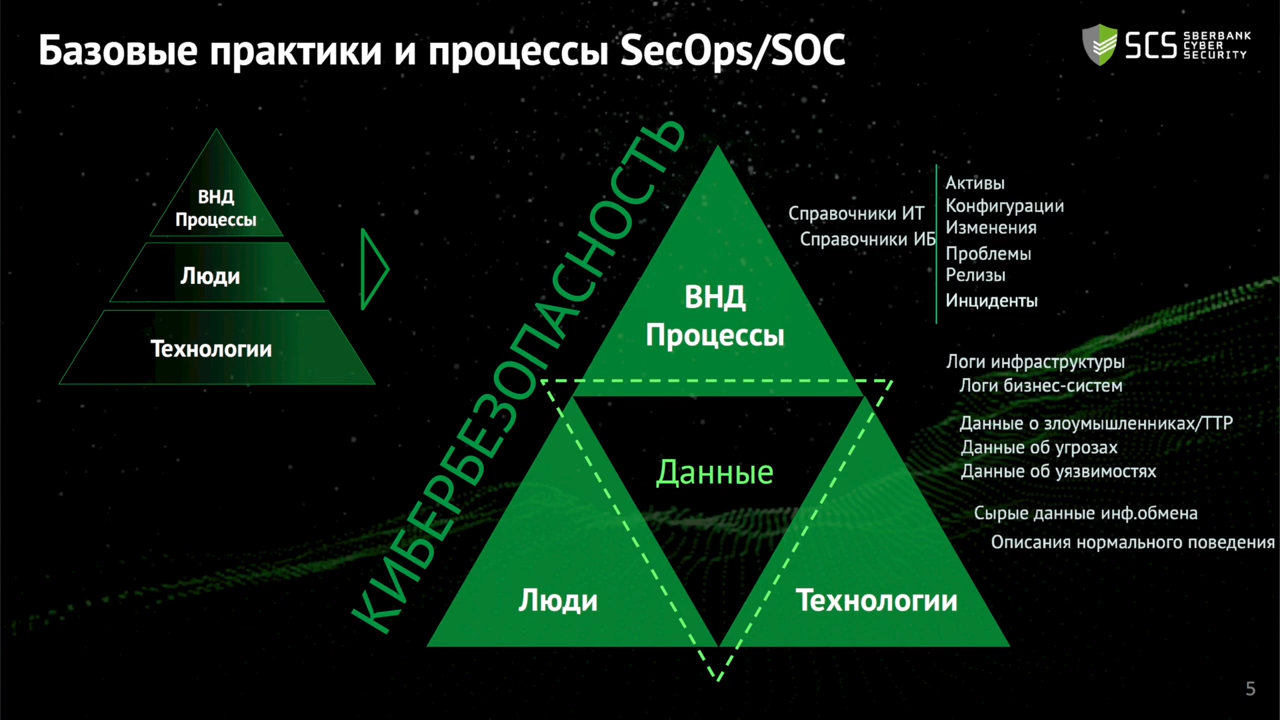 Базовые практики и процессы SecOps/SOC
SCS SBERBANK
CYBER
SECURITY
ВНД
Процессы
Люди
Технологии
КИБЕРБЕЗОПАСНОСТЬ
ВНД
Процессы
Данные
Люди
Технологии
Справочники ИТ
Справочники ИБ
Активы
Конфигурации
Изменения
Проблемы
Релизы
Инциденты
Логи инфраструктуры
Логи бизнес-систем
Данные о злоумышленниках/TTP
Данные об угрозах
Данные об уязвимостях
Сырые данные инф.обмена
Описания нормального поведения
5